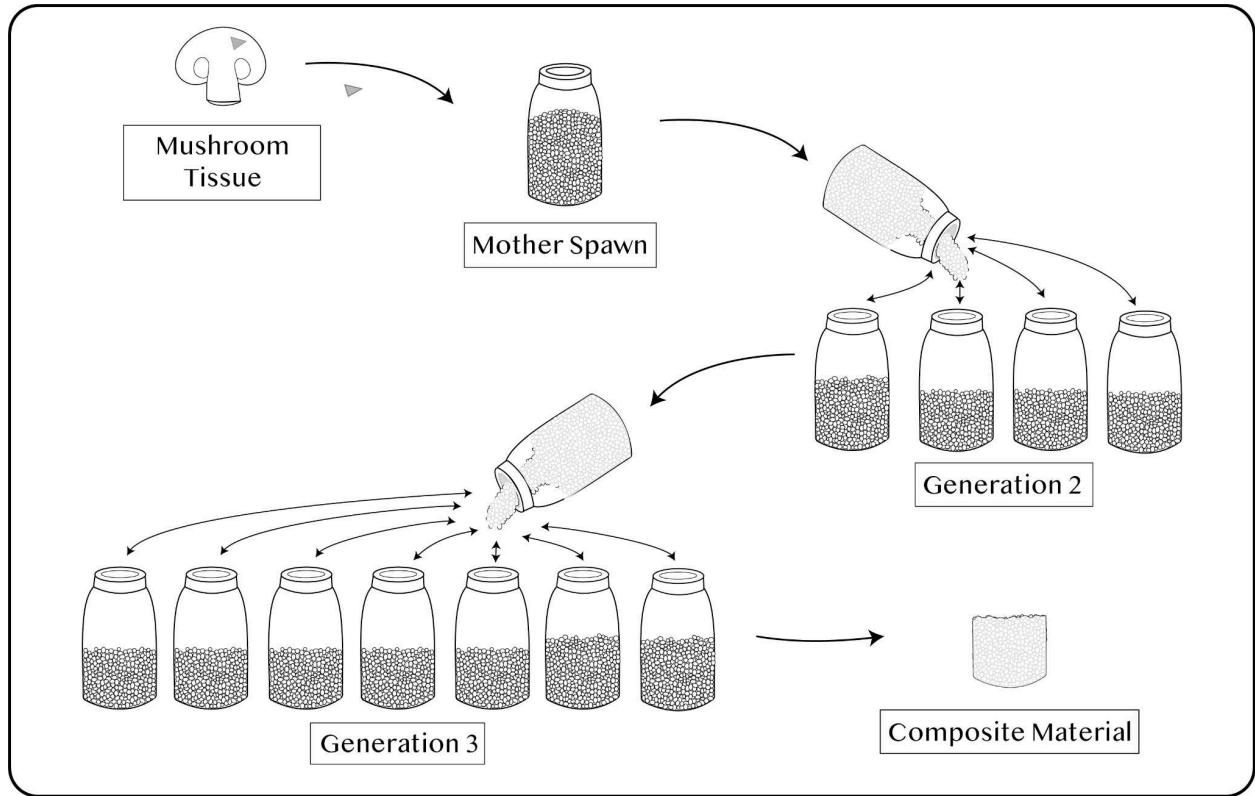 Mushroom
Tissue
Mother Spawn
Generation 2
Generation 3
Composite Material